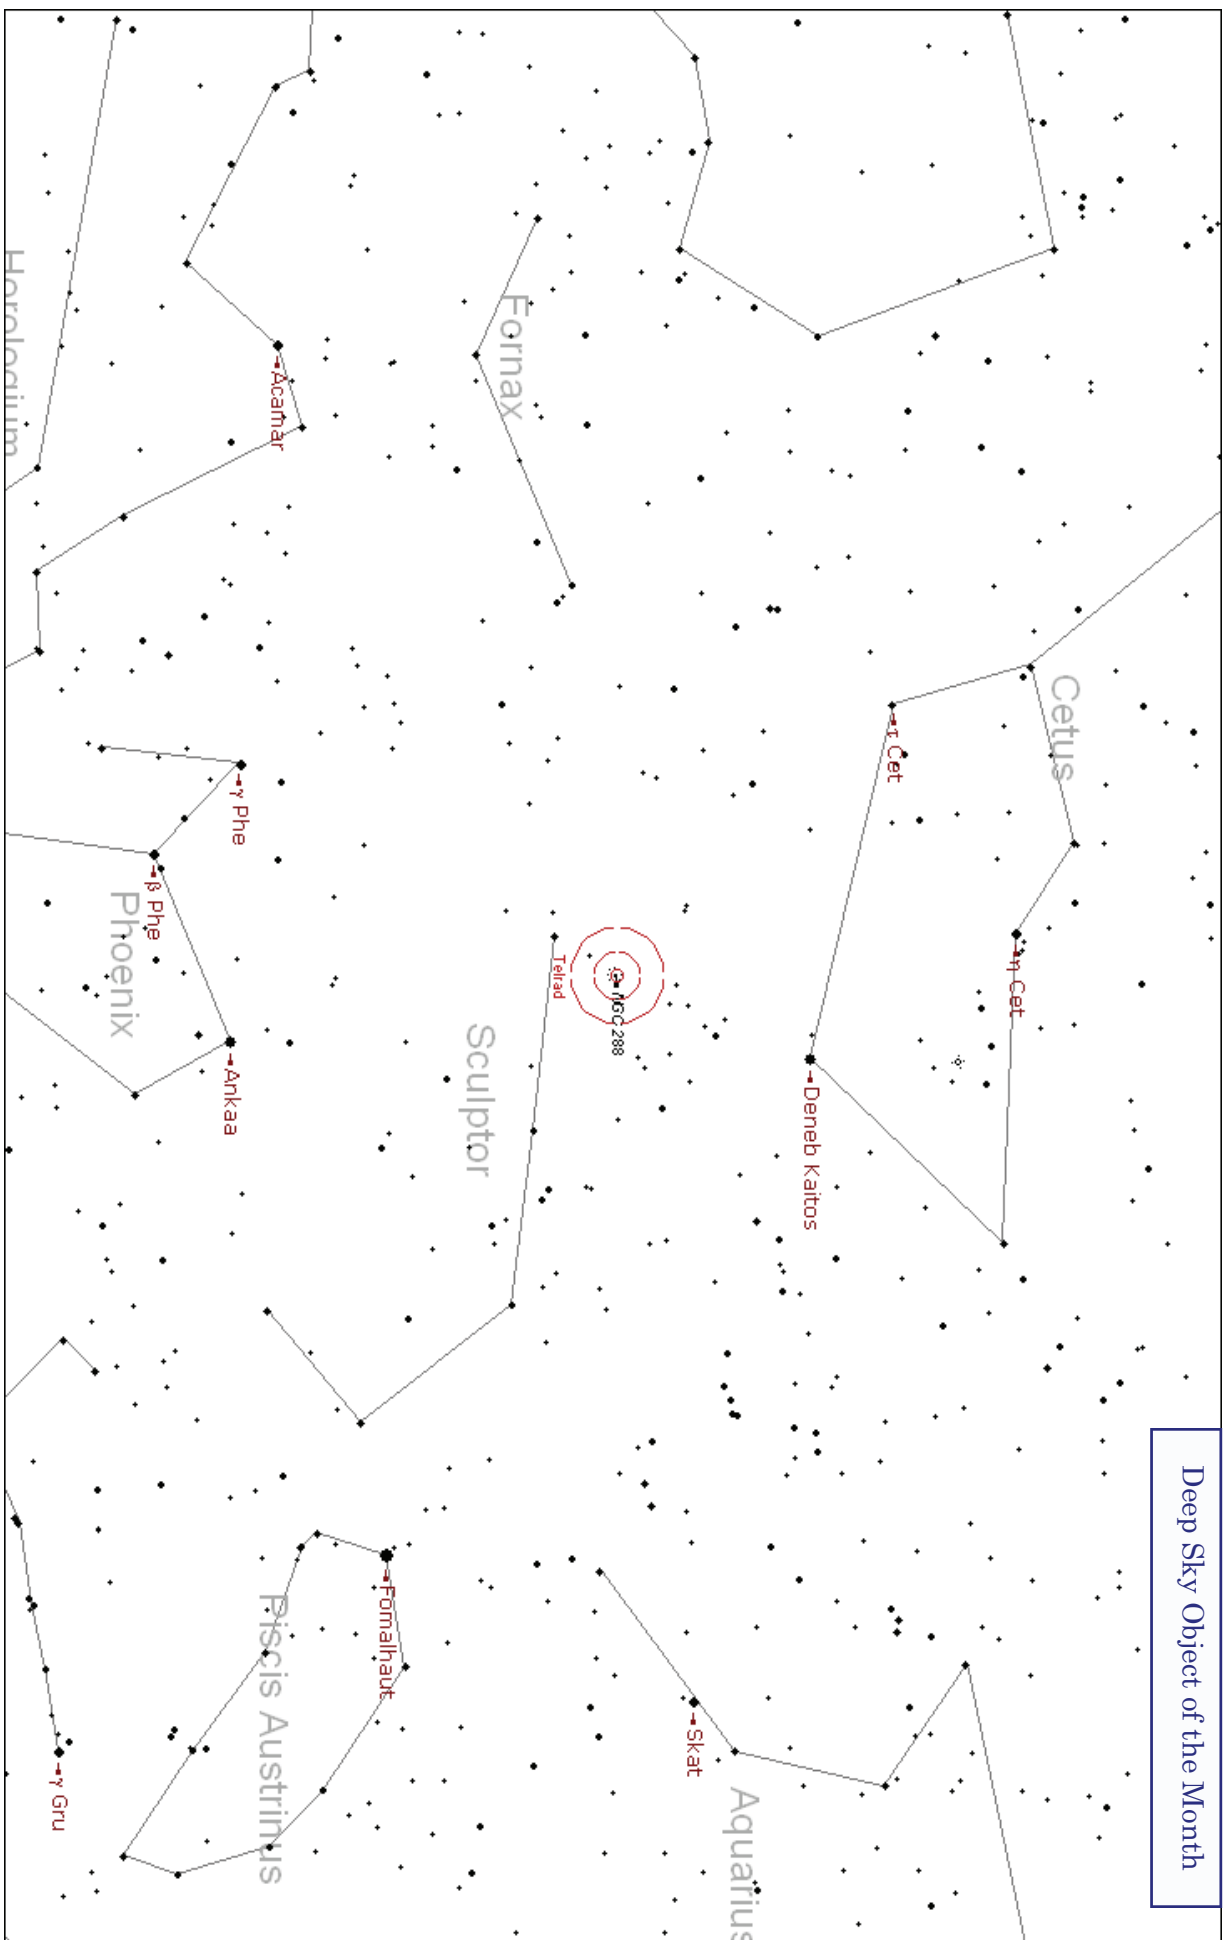 Deep Sky Object of the Month
Cetus
τ Cet
η Cet
Deneb Kaitos
Aquarius
Skat
NGC 288
Telrad
Fornax
Sculptor
Fomalhaut
Piscis Austrinus
Acamar
γ Phe
Ankaa
β Phe
Phoenix
γ Gru
Horologium